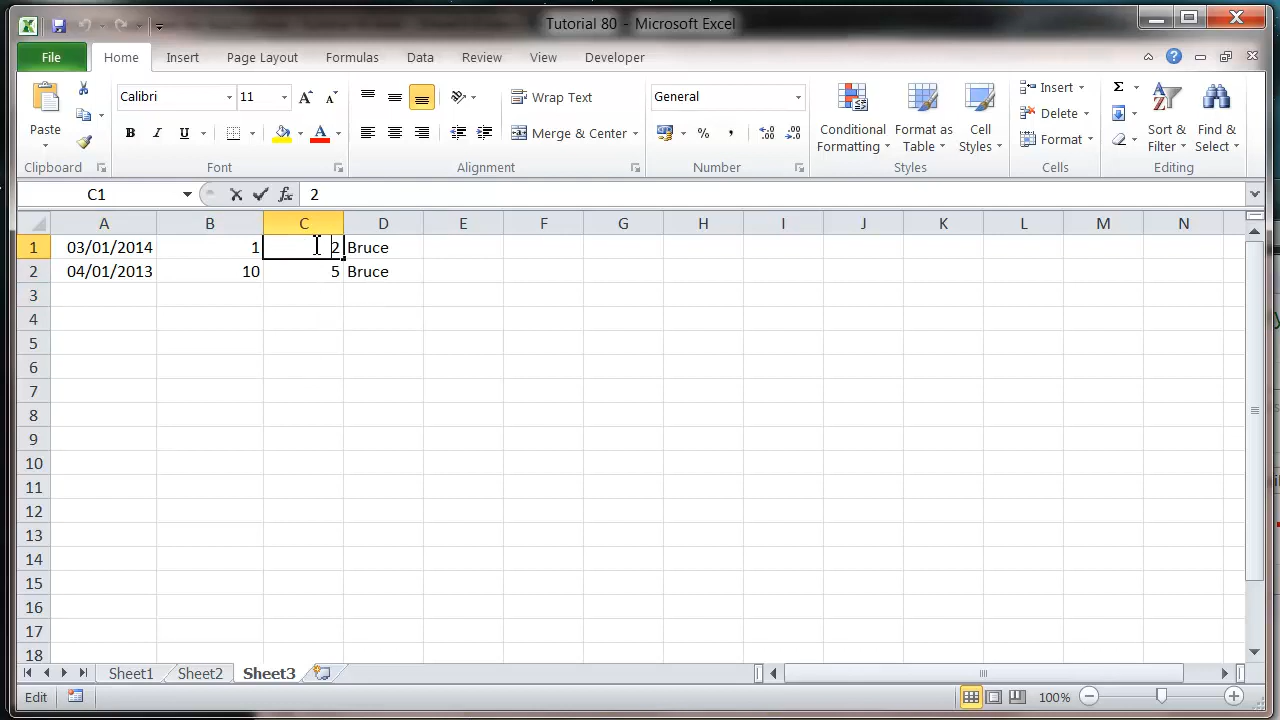 Tutorial 80 - Microsoft Excel
File Home Insert Page Layout Formulas Data Review View Developer
Paste
Clipboard
Calibri 11
B I U
Font
Wrap Text
Merge & Center
Alignment
General
Number
Conditional Formatting
Format as Table
Cell Styles
Styles
Insert
Delete
Format
Cells
Sort & Filter
Find & Select
Editing
C1 fx 2
A B C D E F G H I J K L M N
1 03/01/2014 1 2 Bruce
2 04/01/2013 10 5 Bruce
3
4
5
6
7
8
9
10
11
12
13
14
15
16
17
18
Sheet1 Sheet2 Sheet3
Edit 100%